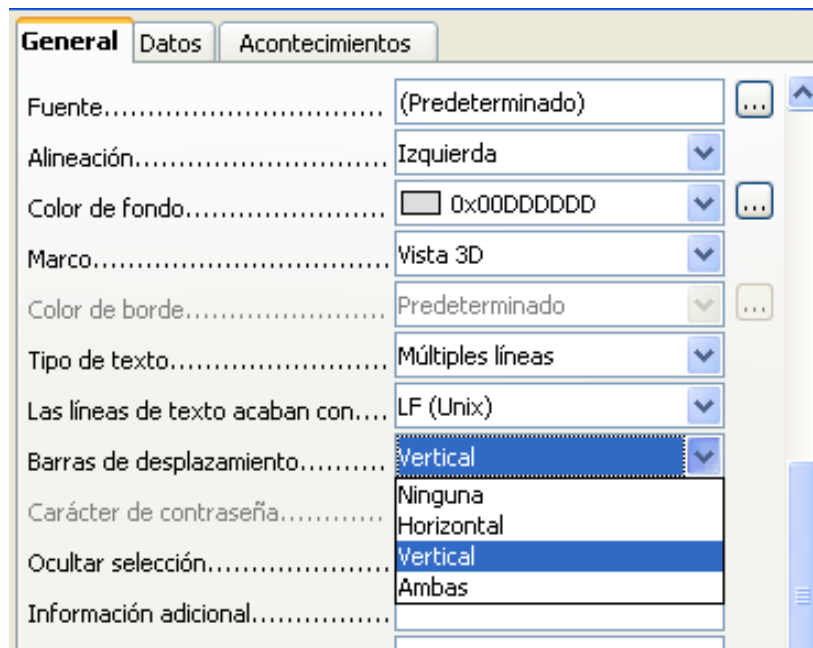 General Datos Acontecimientos
Fuente............................... (Predeterminado) ...
Alineación............................ Izquierda
Color de fondo...................... 0x00DDDDDD ...
Marco................................. Vista 3D
Color de borde...................... Predeterminado ...
Tipo de texto........................ Múltiples líneas
Las líneas de texto acaban con.... LF (Unix)
Barras de desplazamiento.......... Vertical
Ninguna
Carácter de contraseña............
Horizontal
Vertical
Ocultar selección....................
Ambas
Información adicional................